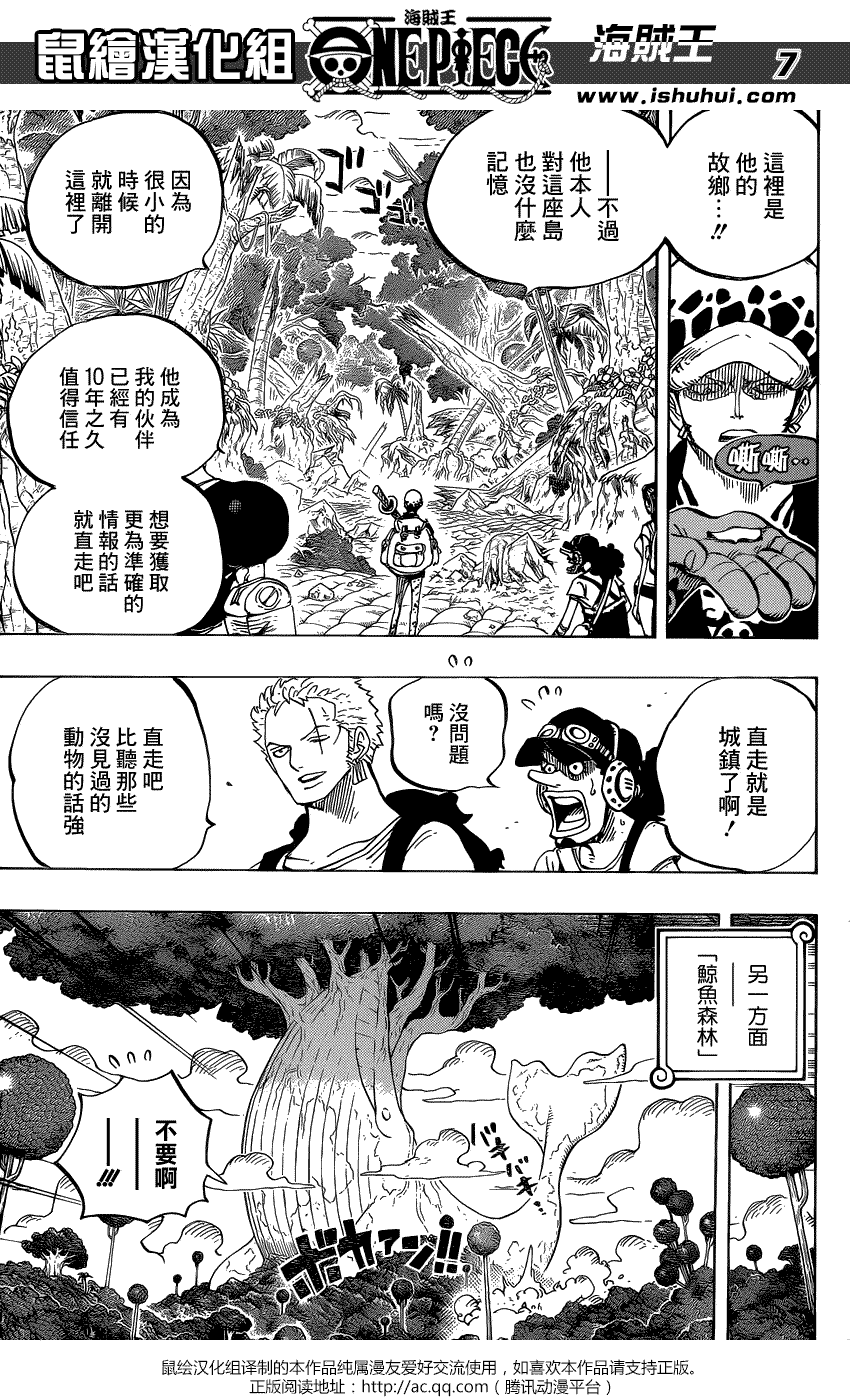 鼠繪漢化組
海賊王
ONE PIECE
海賊王
7
www.ishuhui.com
這裡是
他的
故鄉…!!
——不過
他本人
對這座島
也沒什麼
記憶
因為
很小的
時候
就離開
這裡了
ゴゴゴ
嘶嘶‥
他成為
我的伙伴
已經有
10年之久
值得信任
想要獲取
更為準確的
情報的話
就直走吧
直走就是
城鎮了啊!
沒問題
嗎?
直走吧
比聽那些
沒見過的
動物的話強
另一方面
——
「鯨魚森林」
不要啊
——!!!
バキバキ…
ボカァーン!!
鼠绘汉化组译制的本作品纯属漫友爱好交流使用，如喜欢本作品请支持正版。
正版阅读地址：http://ac.qq.com（腾讯动漫平台）